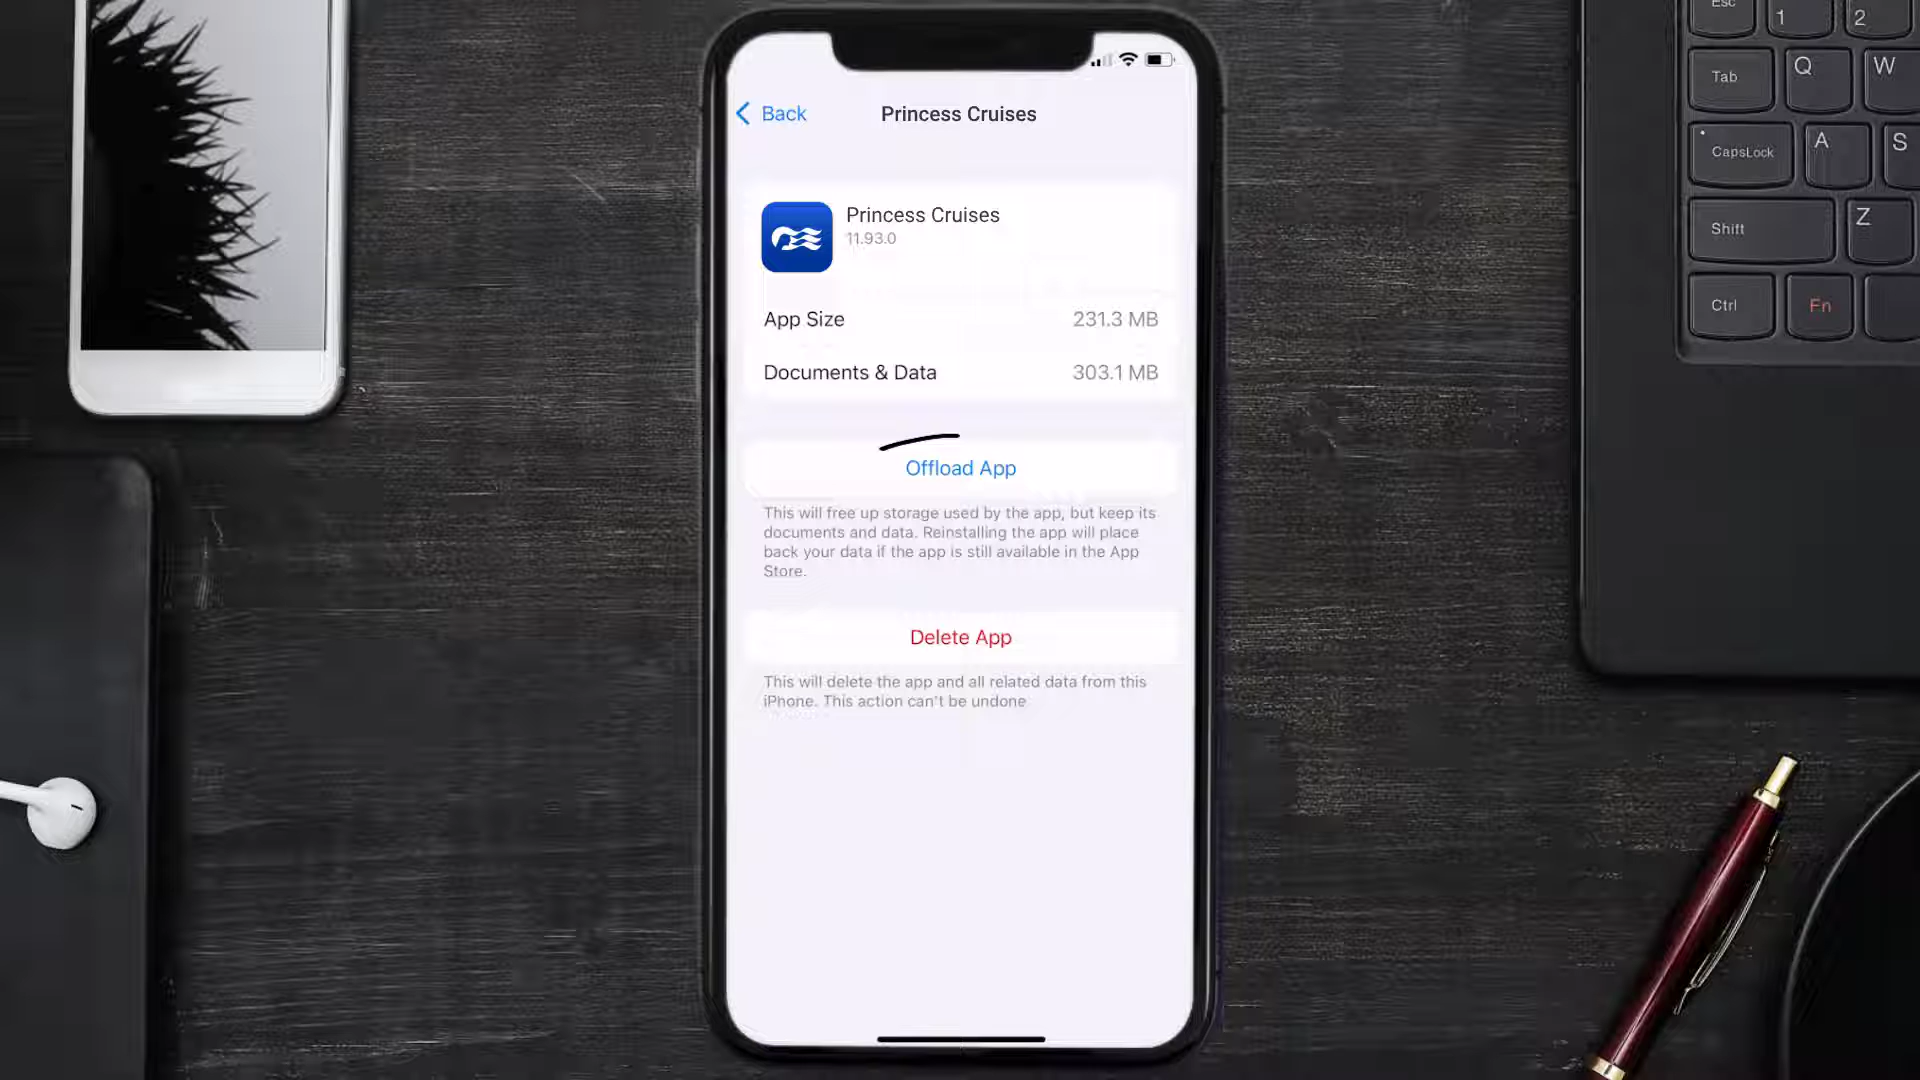 Back
Princess Cruises
Princess Cruises
11.93.0
App Size
231.3 MB
Documents & Data
303.1 MB
Offload App
This will free up storage used by the app, but keep its
documents and data. Reinstalling the app will place
back your data if the app is still available in the App
Store.
Delete App
This will delete the app and all related data from this
iPhone. This action can't be undone
Esc
1
2
Tab
Q
W
CapsLock
A
S
Shift
Z
Ctrl
Fn